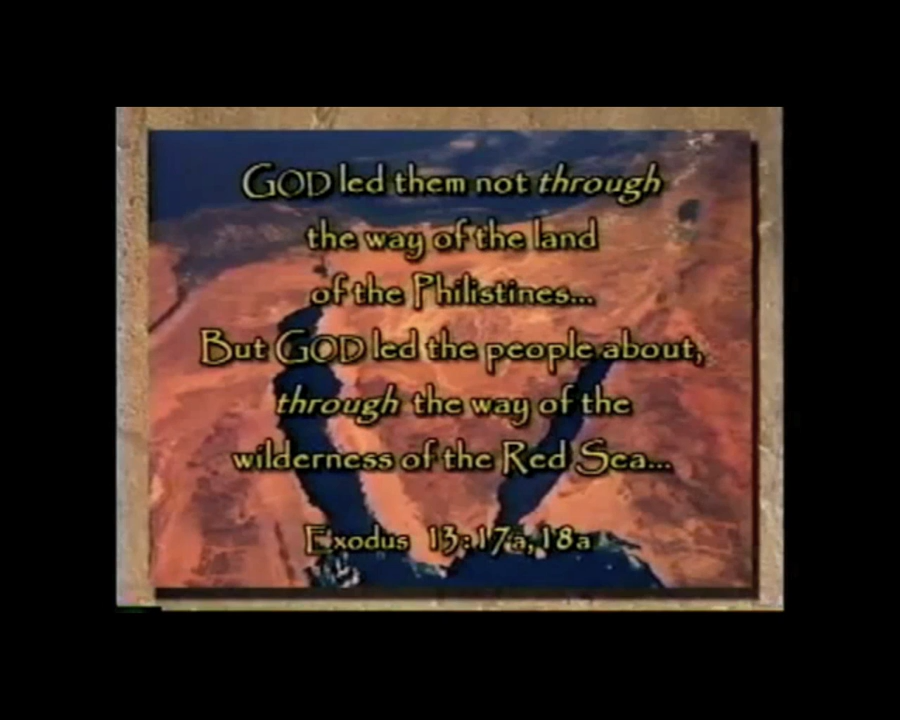 GOD led them not through
the way of the land
of the Philistines...
But GOD led the people about,
through the way of the
wilderness of the Red Sea...
Exodus 13:17a, 18a